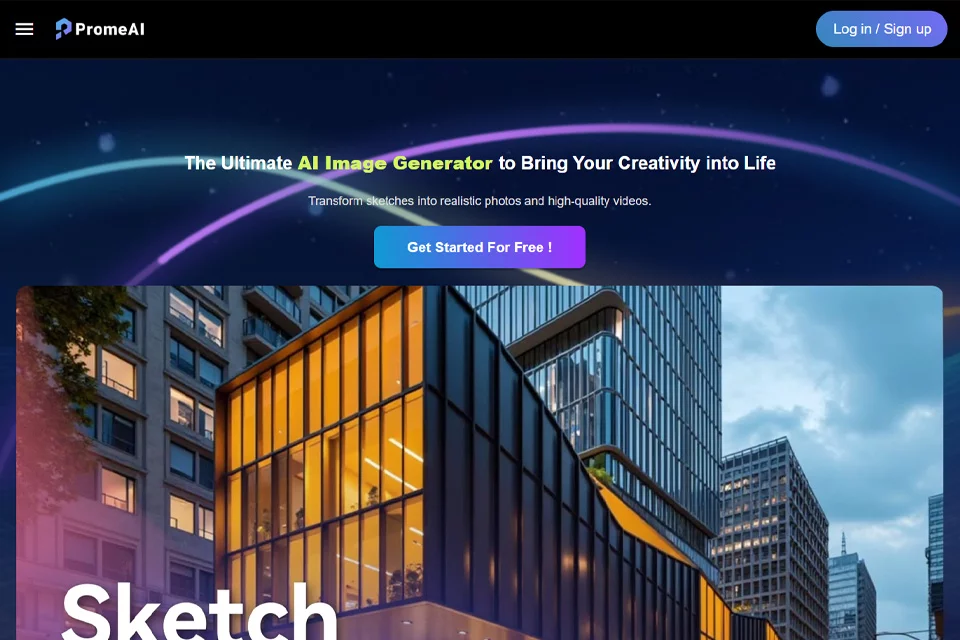 PromeAI
Log in / Sign up
The Ultimate AI Image Generator to Bring Your Creativity into Life
Transform sketches into realistic photos and high-quality videos.
Get Started For Free !
Sketch